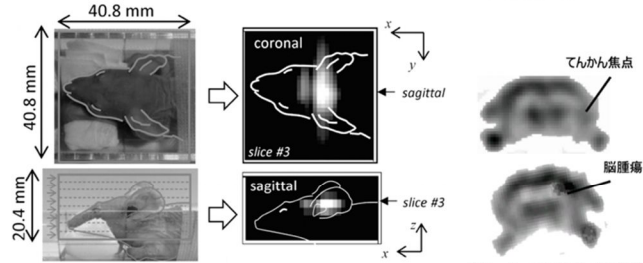 40.8 mm
40.8 mm
20.4 mm
coronal
slice #3
x
y
sagittal
sagittal
slice #3
z
x
てんかん焦点
脳腫瘍